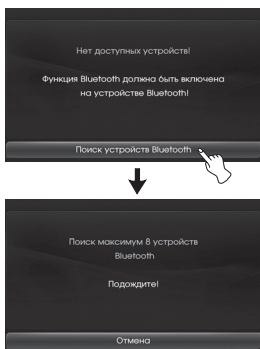 Нет доступных устройств!
Функция Bluetooth должна быть включена
на устройстве Bluetooth!
Поиск устройств Bluetooth
Поиск максимум 8 устройств
Bluetooth
Подождите!
Отмена